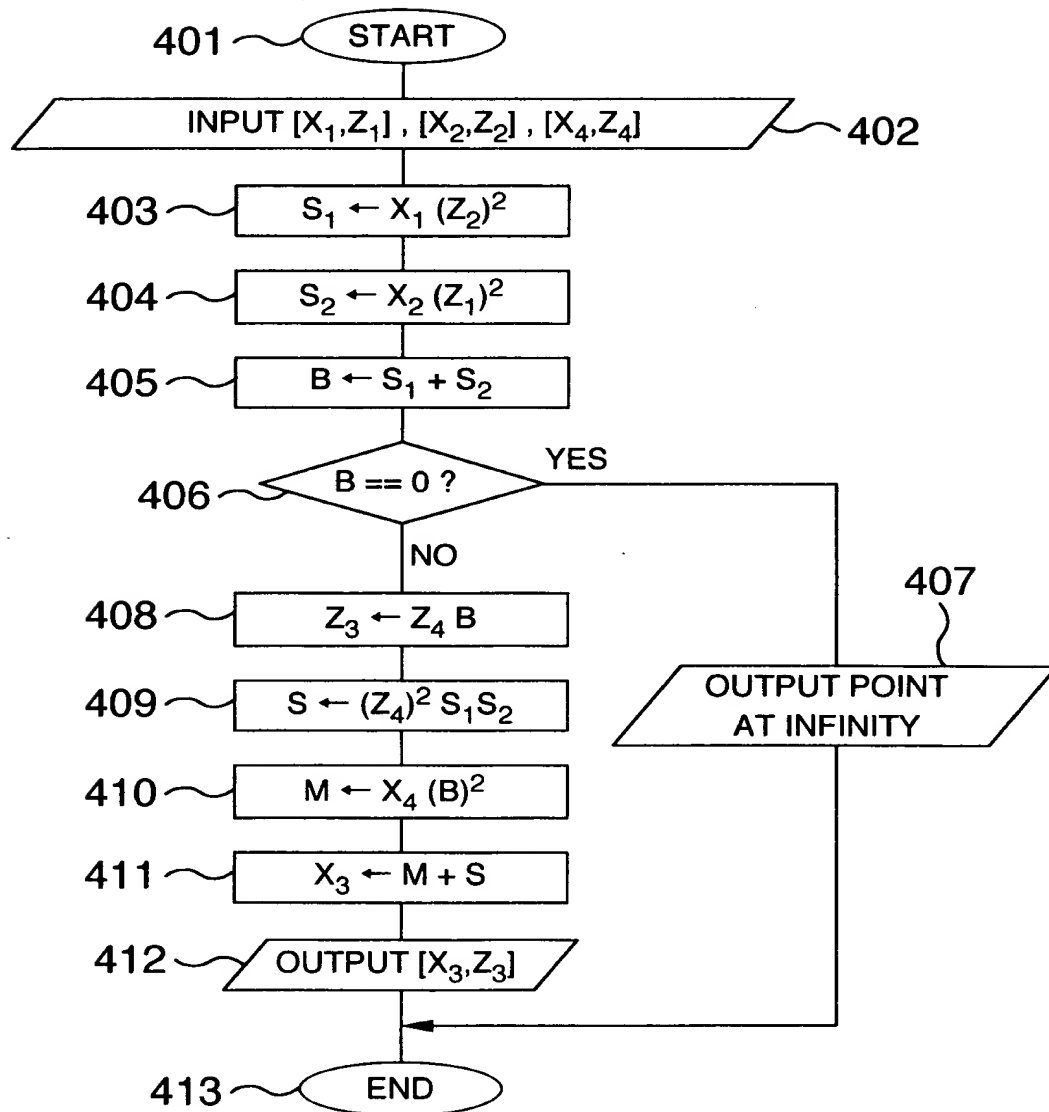 401 START
INPUT [X₁,Z₁] , [X₂,Z₂] , [X₄,Z₄]
402
403 S₁ ← X₁ (Z₂)²
404 S₂ ← X₂ (Z₁)²
405 B ← S₁ + S₂
406 B == 0 ?
YES
NO
407
OUTPUT POINT
AT INFINITY
408 Z₃ ← Z₄ B
409 S ← (Z₄)² S₁S₂
410 M ← X₄ (B)²
411 X₃ ← M + S
412 OUTPUT [X₃,Z₃]
413 END